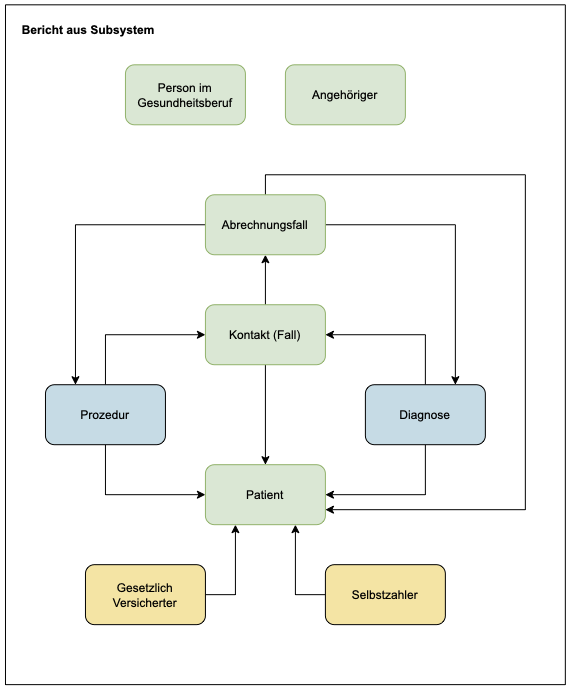 Bericht aus Subsystem
Person im
Gesundheitsberuf
Angehöriger
Abrechnungsfall
Kontakt (Fall)
Prozedur
Diagnose
Patient
Gesetzlich
Versicherter
Selbstzahler